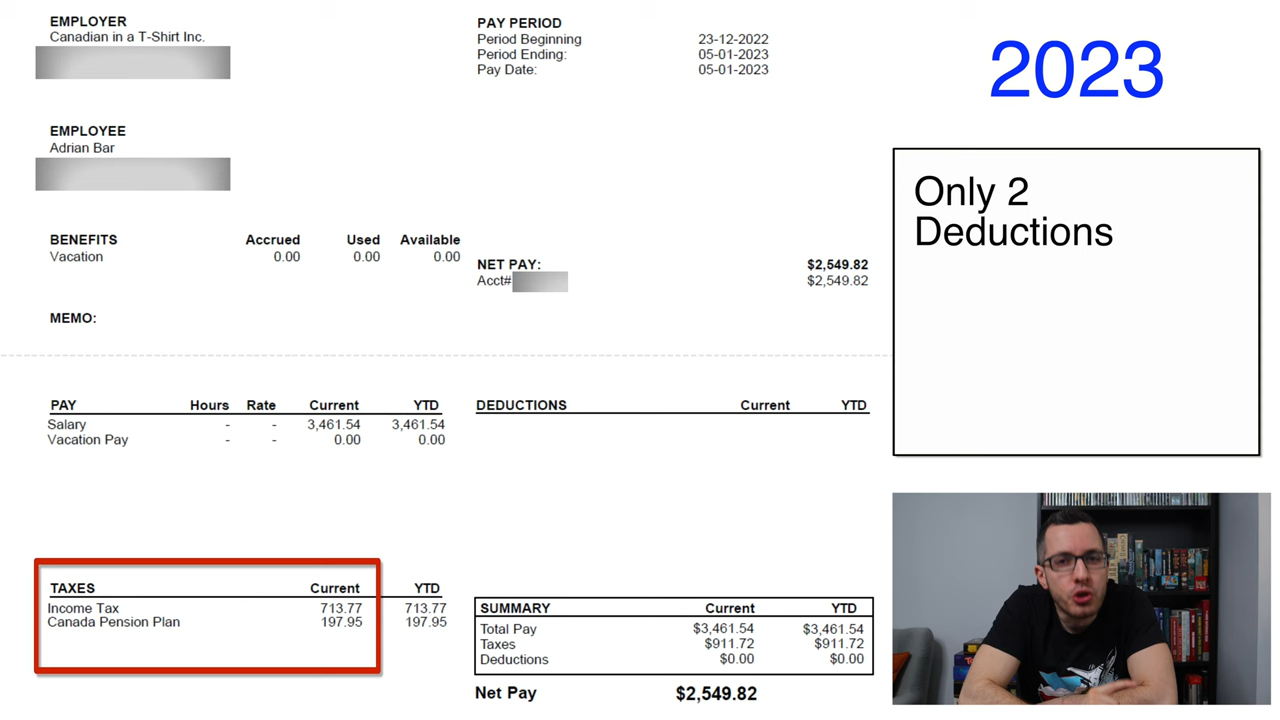 EMPLOYER
Canadian in a T-Shirt Inc.
PAY PERIOD
Period Beginning 23-12-2022
Period Ending: 05-01-2023
Pay Date: 05-01-2023
2023
EMPLOYEE
Adrian Bar
Only 2
Deductions
BENEFITS Accrued Used Available
Vacation 0.00 0.00 0.00
NET PAY: $2,549.82
Acct# $2,549.82
MEMO:
PAY Hours Rate Current YTD
Salary - - 3,461.54 3,461.54
Vacation Pay - - 0.00 0.00
DEDUCTIONS Current YTD
TAXES Current YTD
Income Tax 713.77 713.77
Canada Pension Plan 197.95 197.95
SUMMARY Current YTD
Total Pay $3,461.54 $3,461.54
Taxes $911.72 $911.72
Deductions $0.00 $0.00
Net Pay $2,549.82